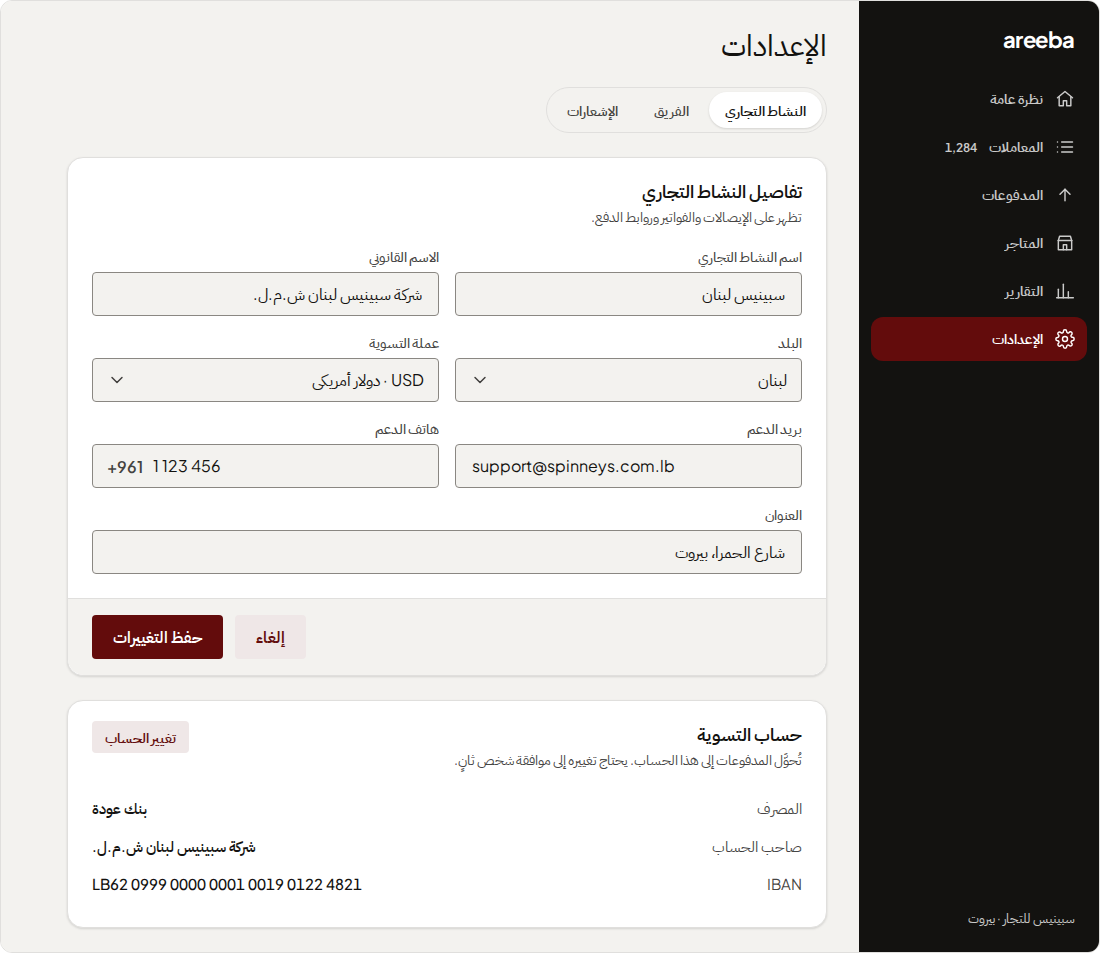 areeba
نظرة عامة
المعاملات 1,284
المدفوعات
المتاجر
التقارير
الإعدادات
سبينيس للتجار · بيروت
الإعدادات
النشاط التجاري
الفريق
الإشعارات
تفاصيل النشاط التجاري
تظهر على الإيصالات والفواتير وروابط الدفع.
اسم النشاط التجاري
سبينيس لبنان
الاسم القانوني
شركة سبينيس لبنان ش.م.ل.
البلد
لبنان
عملة التسوية
USD · دولار أمريكي
بريد الدعم
support@spinneys.com.lb
هاتف الدعم
+961 1 123 456
العنوان
شارع الحمرا، بيروت
إلغاء
حفظ التغييرات
حساب التسوية
تُحوَّل المدفوعات إلى هذا الحساب. يحتاج تغييره إلى موافقة شخص ثانٍ.
تغيير الحساب
المصرف
بنك عودة
صاحب الحساب
شركة سبينيس لبنان ش.م.ل.
IBAN
LB62 0999 0000 0001 0019 0122 4821